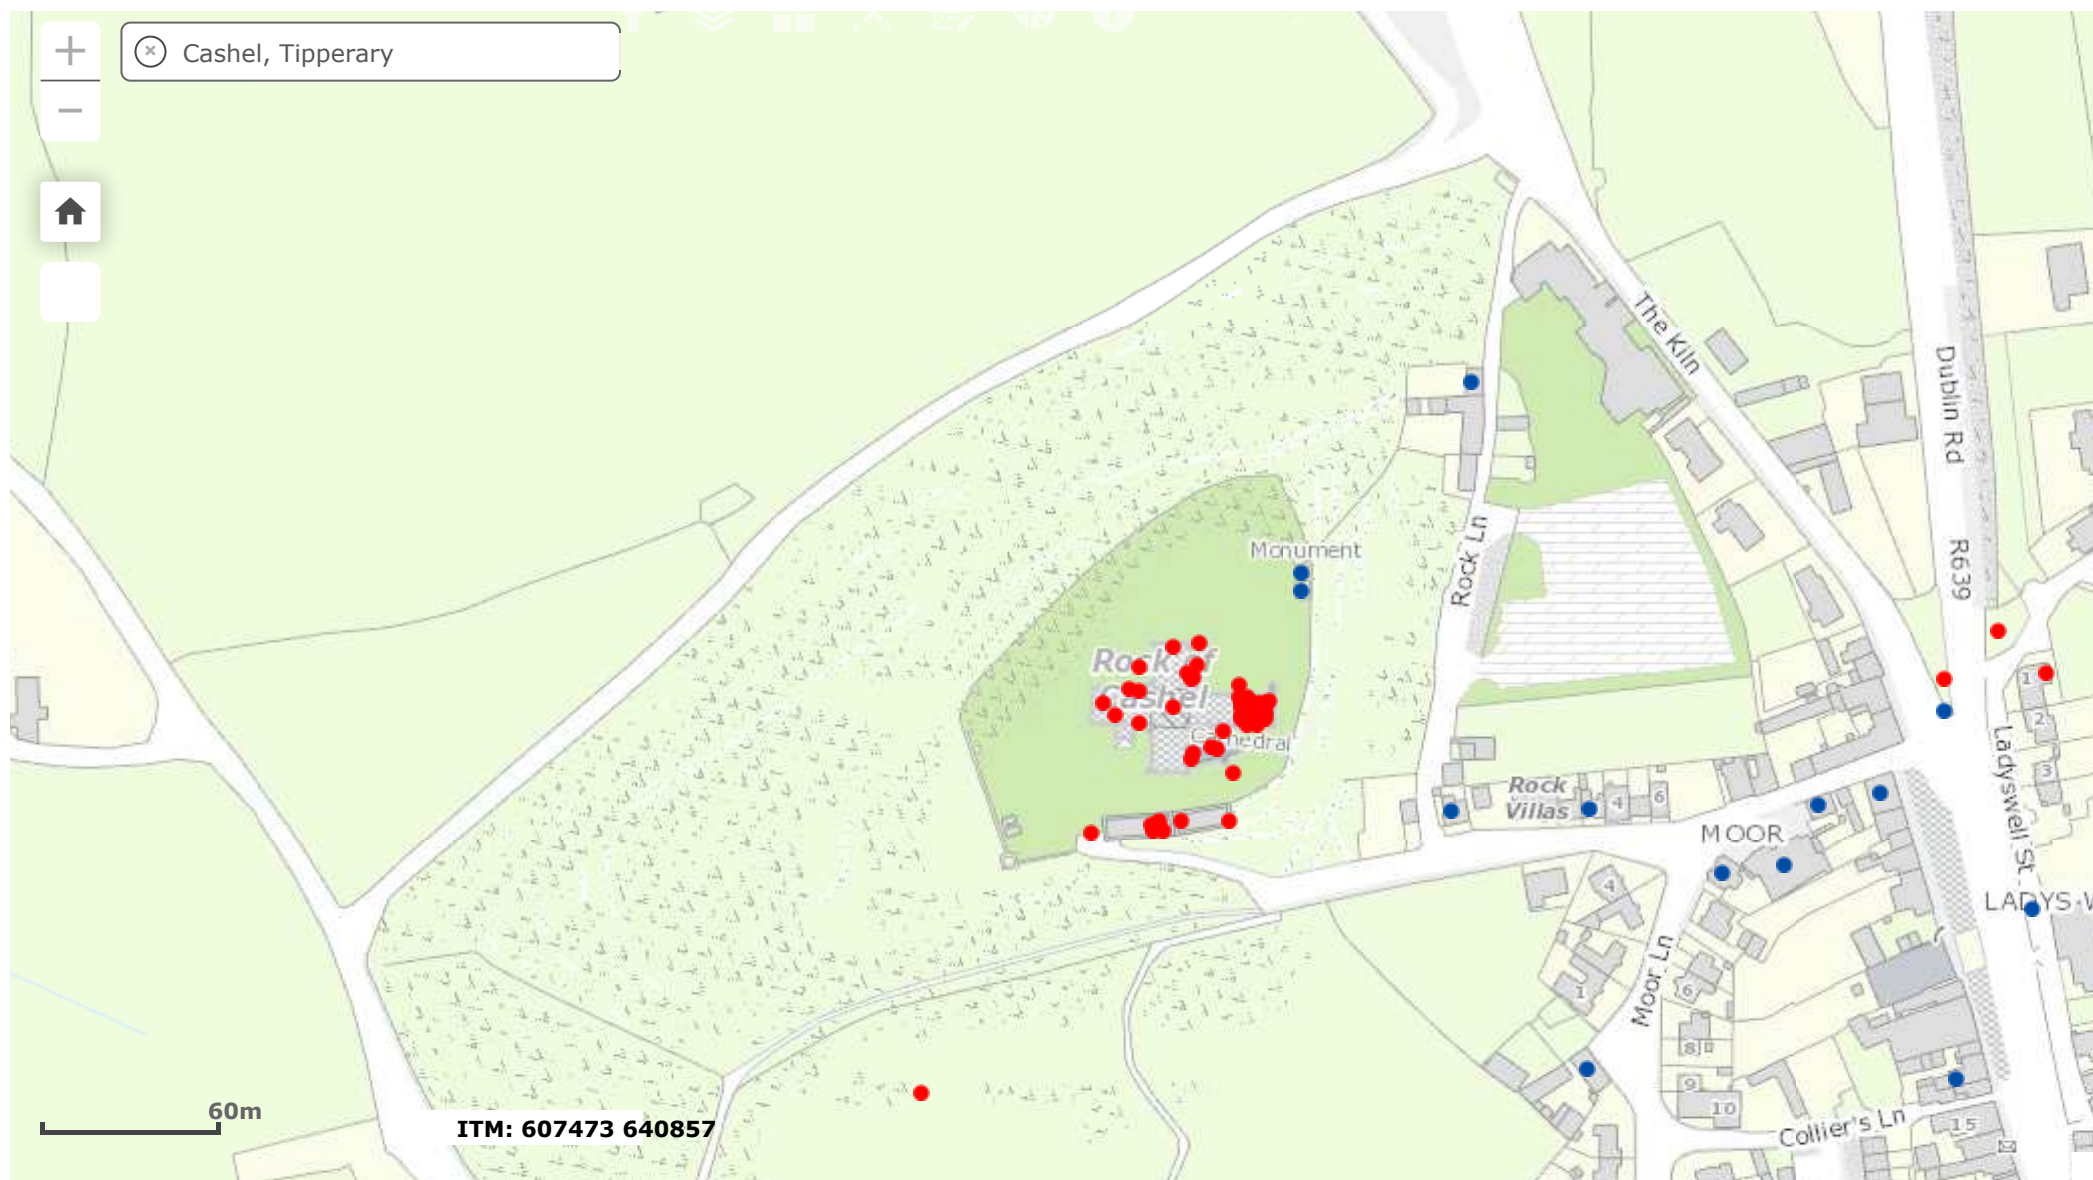 Cashel, Tipperary
The Kiln
Dublin Rd
R639
Rock Ln
Monument
Rock of
Cashel
Cathedral
1
2
3
Ladyswell St
Rock
Villas
4
6
MOOR
LADYS-W
4
1
Moor Ln
6
8
9
10
Collier's Ln
15
60m
ITM: 607473 640857